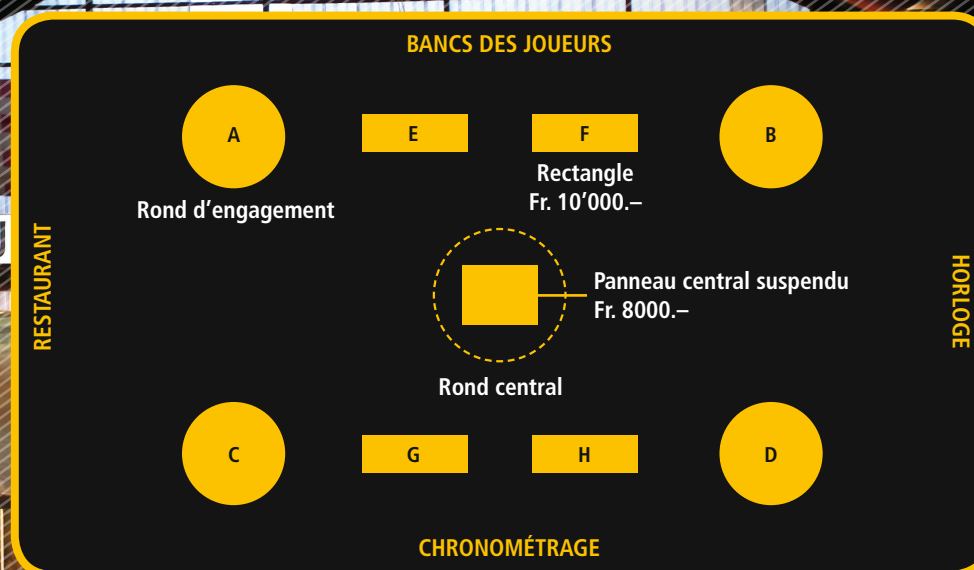 BANCS DES JOUEURS
A
E
F
B
Rond d’engagement
Rectangle
Fr. 10’000.–
RESTAURANT
HORLOGE
Panneau central suspendu
Fr. 8000.–
Rond central
C
G
H
D
CHRONOMÉTRAGE